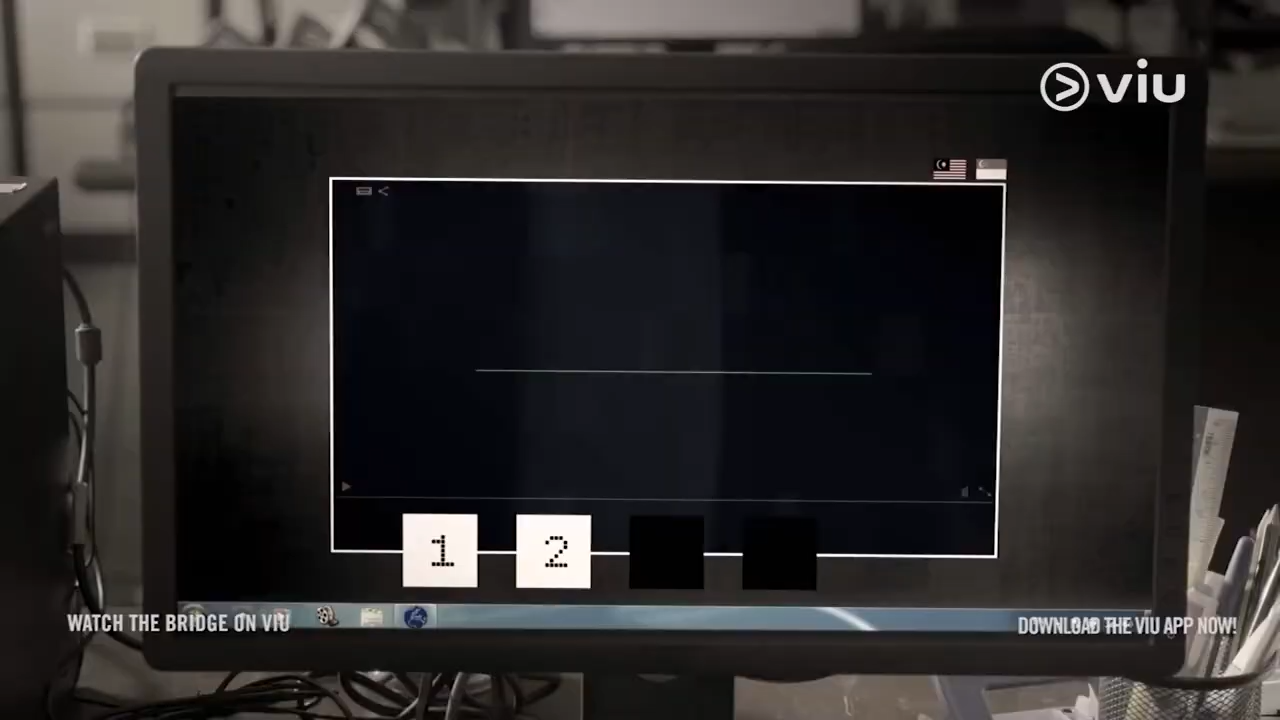 viu
1 2
WATCH THE BRIDGE ON VIU
DOWNLOAD THE VIU APP NOW!